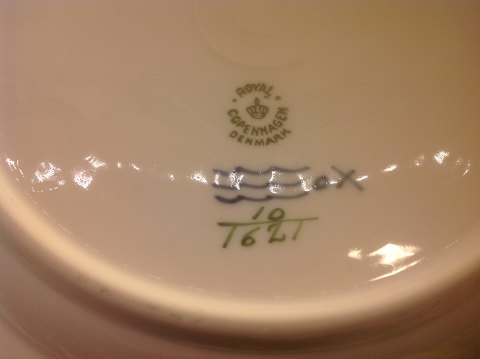 ROYAL
COPENHAGEN
DENMARK
10
1621